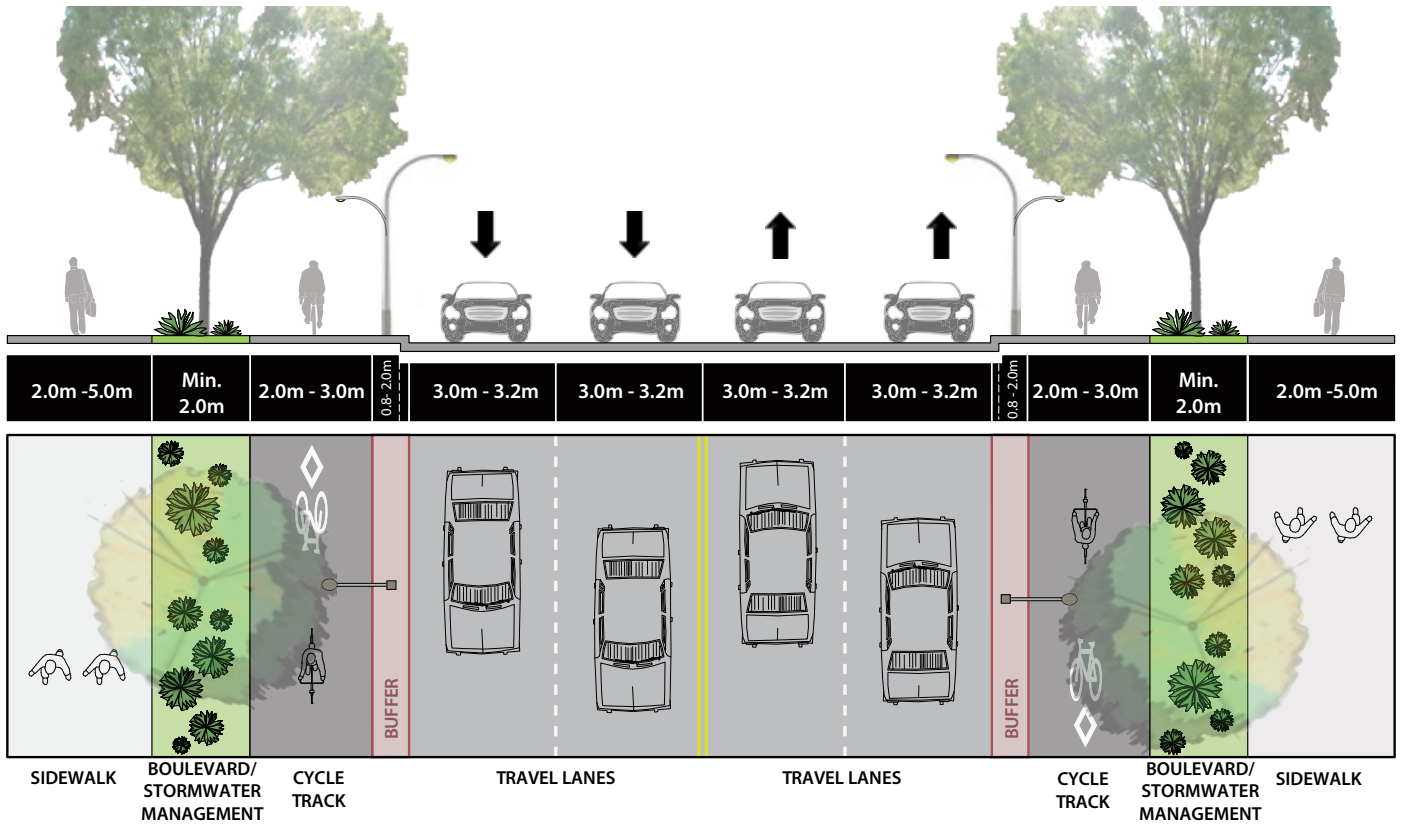 2.0m -5.0m
Min.
2.0m
2.0m - 3.0m
0.8 - 2.0m
3.0m - 3.2m
3.0m - 3.2m
3.0m - 3.2m
3.0m - 3.2m
0.8 - 2.0m
2.0m - 3.0m
Min.
2.0m
2.0m -5.0m
BUFFER
BUFFER
SIDEWALK
BOULEVARD/
STORMWATER
MANAGEMENT
CYCLE
TRACK
TRAVEL LANES
TRAVEL LANES
CYCLE
TRACK
BOULEVARD/
STORMWATER
MANAGEMENT
SIDEWALK